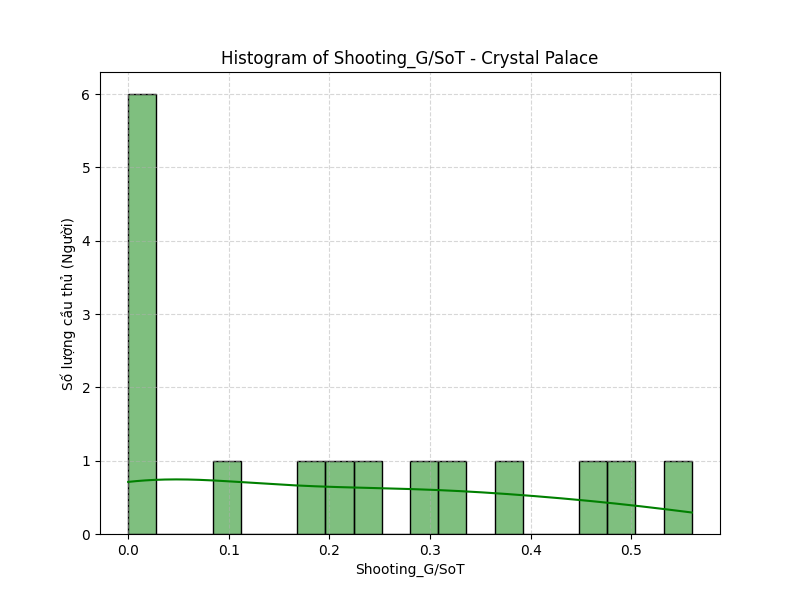 Histogram of Shooting_G/SoT - Crystal Palace
Số lượng cầu thủ (Người)
6
5
4
3
2
1
0
0.0 0.1 0.2 0.3 0.4 0.5
Shooting_G/SoT